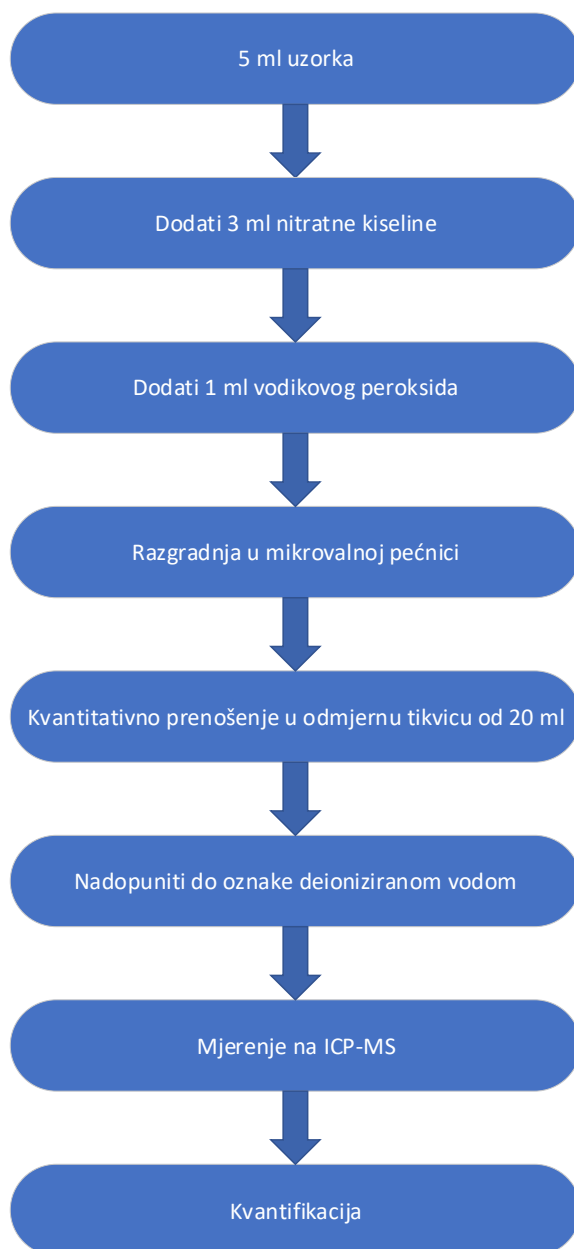 5 ml uzorka
Dodati 3 ml nitratne kiseline
Dodati 1 ml vodikovog peroksida
Razgradnja u mikrovalnoj pećnici
Kvantitativno prenošenje u odmjernu tikvicu od 20 ml
Nadopuniti do oznake deioniziranom vodom
Mjerenje na ICP-MS
Kvantifikacija